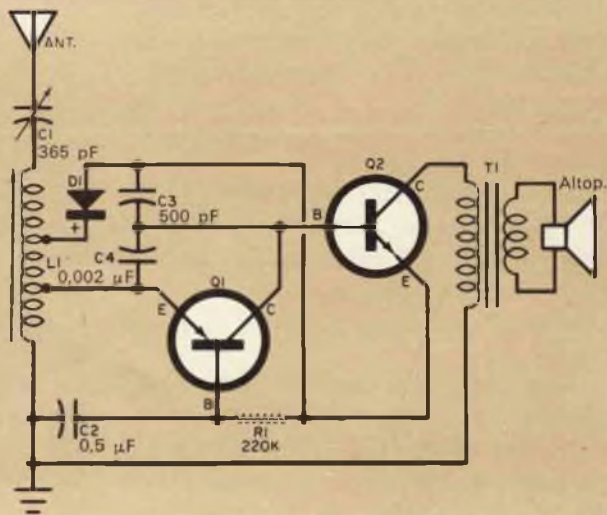 ANT.
C1
365 pF
D1
+
C3
500 pF
Q2
C
B
E
T1
Altop.
L1
0,002 µF
C4
Q1
E
C
B
C2
0,5 µF
R1
220K